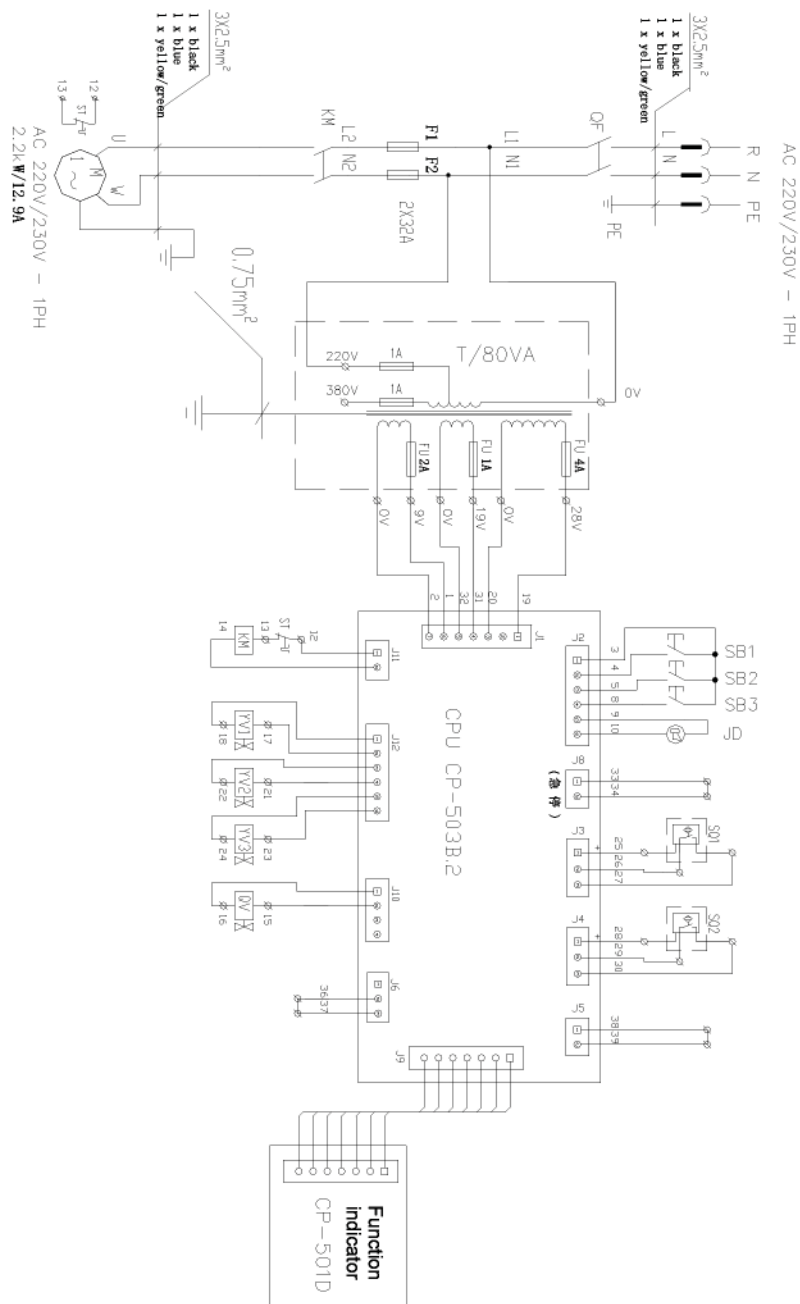 AC 220V/230V - 1PH
R
N
PE
3X2.5mm²
1 x black
1 x blue
1 x yellow/green
L
N
PE
QF
L1
N1
F1
F2
2X32A
KM
L2
N2
3X2.5mm²
1 x black
1 x blue
1 x yellow/green
U
W
M
1 ~
12
13
ST
AC 220V/230V - 1PH
2.2kW/12.9A
0.75mm²
T/80VA
220V
380V
1A
1A
0V
FU 2A
FU 1A
FU 4A
0V
9V
0V
19V
0V
28V
2
1
32
31
20
19
J1
CPU CP-503B.2
J2
3
4
5
8
9
10
SB1
SB2
SB3
JD
J8
(急停)
33
34
J3
+
25
26
27
SQ1
J4
+
28
29
30
SQ2
J5
38
39
J11
ST
12
13
14
KM
J12
YV1
17
18
YV2
21
22
YV3
23
24
J10
QV
15
16
J6
36
37
J9
Function
indicator
CP-501D